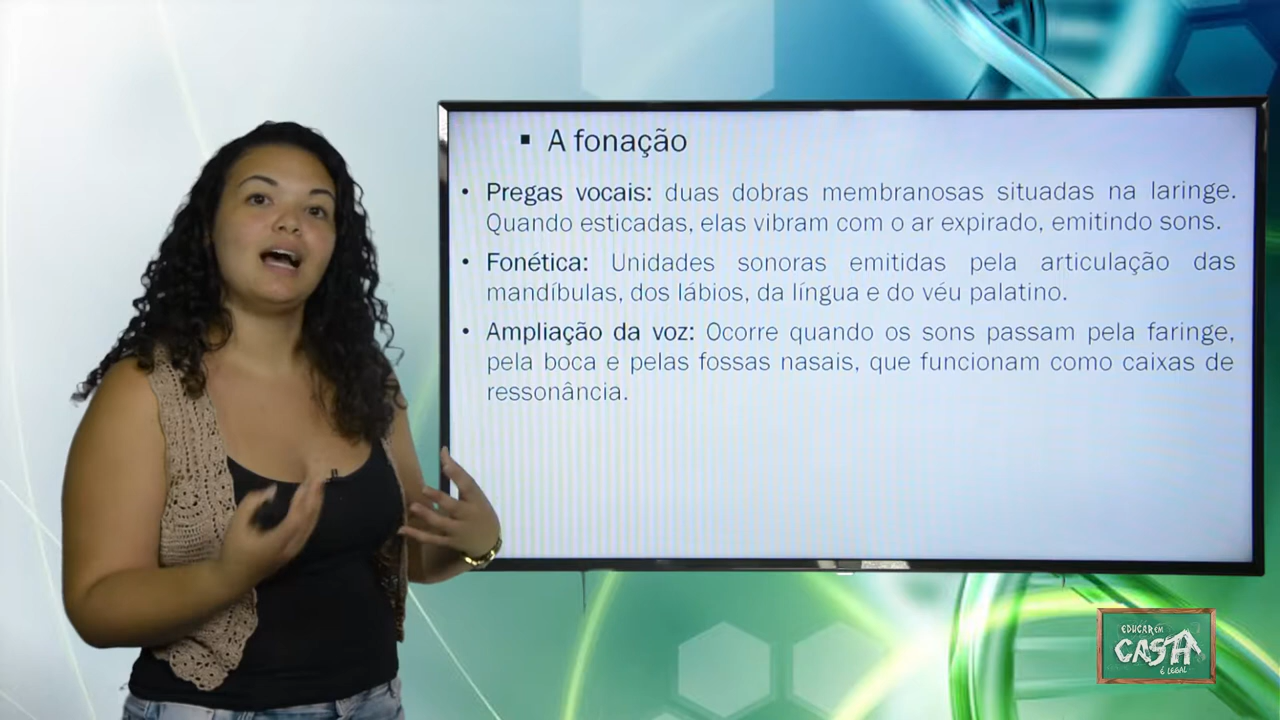 ▪ A fonação
• Pregas vocais: duas dobras membranosas situadas na laringe.
Quando esticadas, elas vibram com o ar expirado, emitindo sons.
• Fonética: Unidades sonoras emitidas pela articulação das
mandíbulas, dos lábios, da língua e do véu palatino.
• Ampliação da voz: Ocorre quando os sons passam pela faringe,
pela boca e pelas fossas nasais, que funcionam como caixas de
ressonância.
EDUCAR EM
CASA
É LEGAL